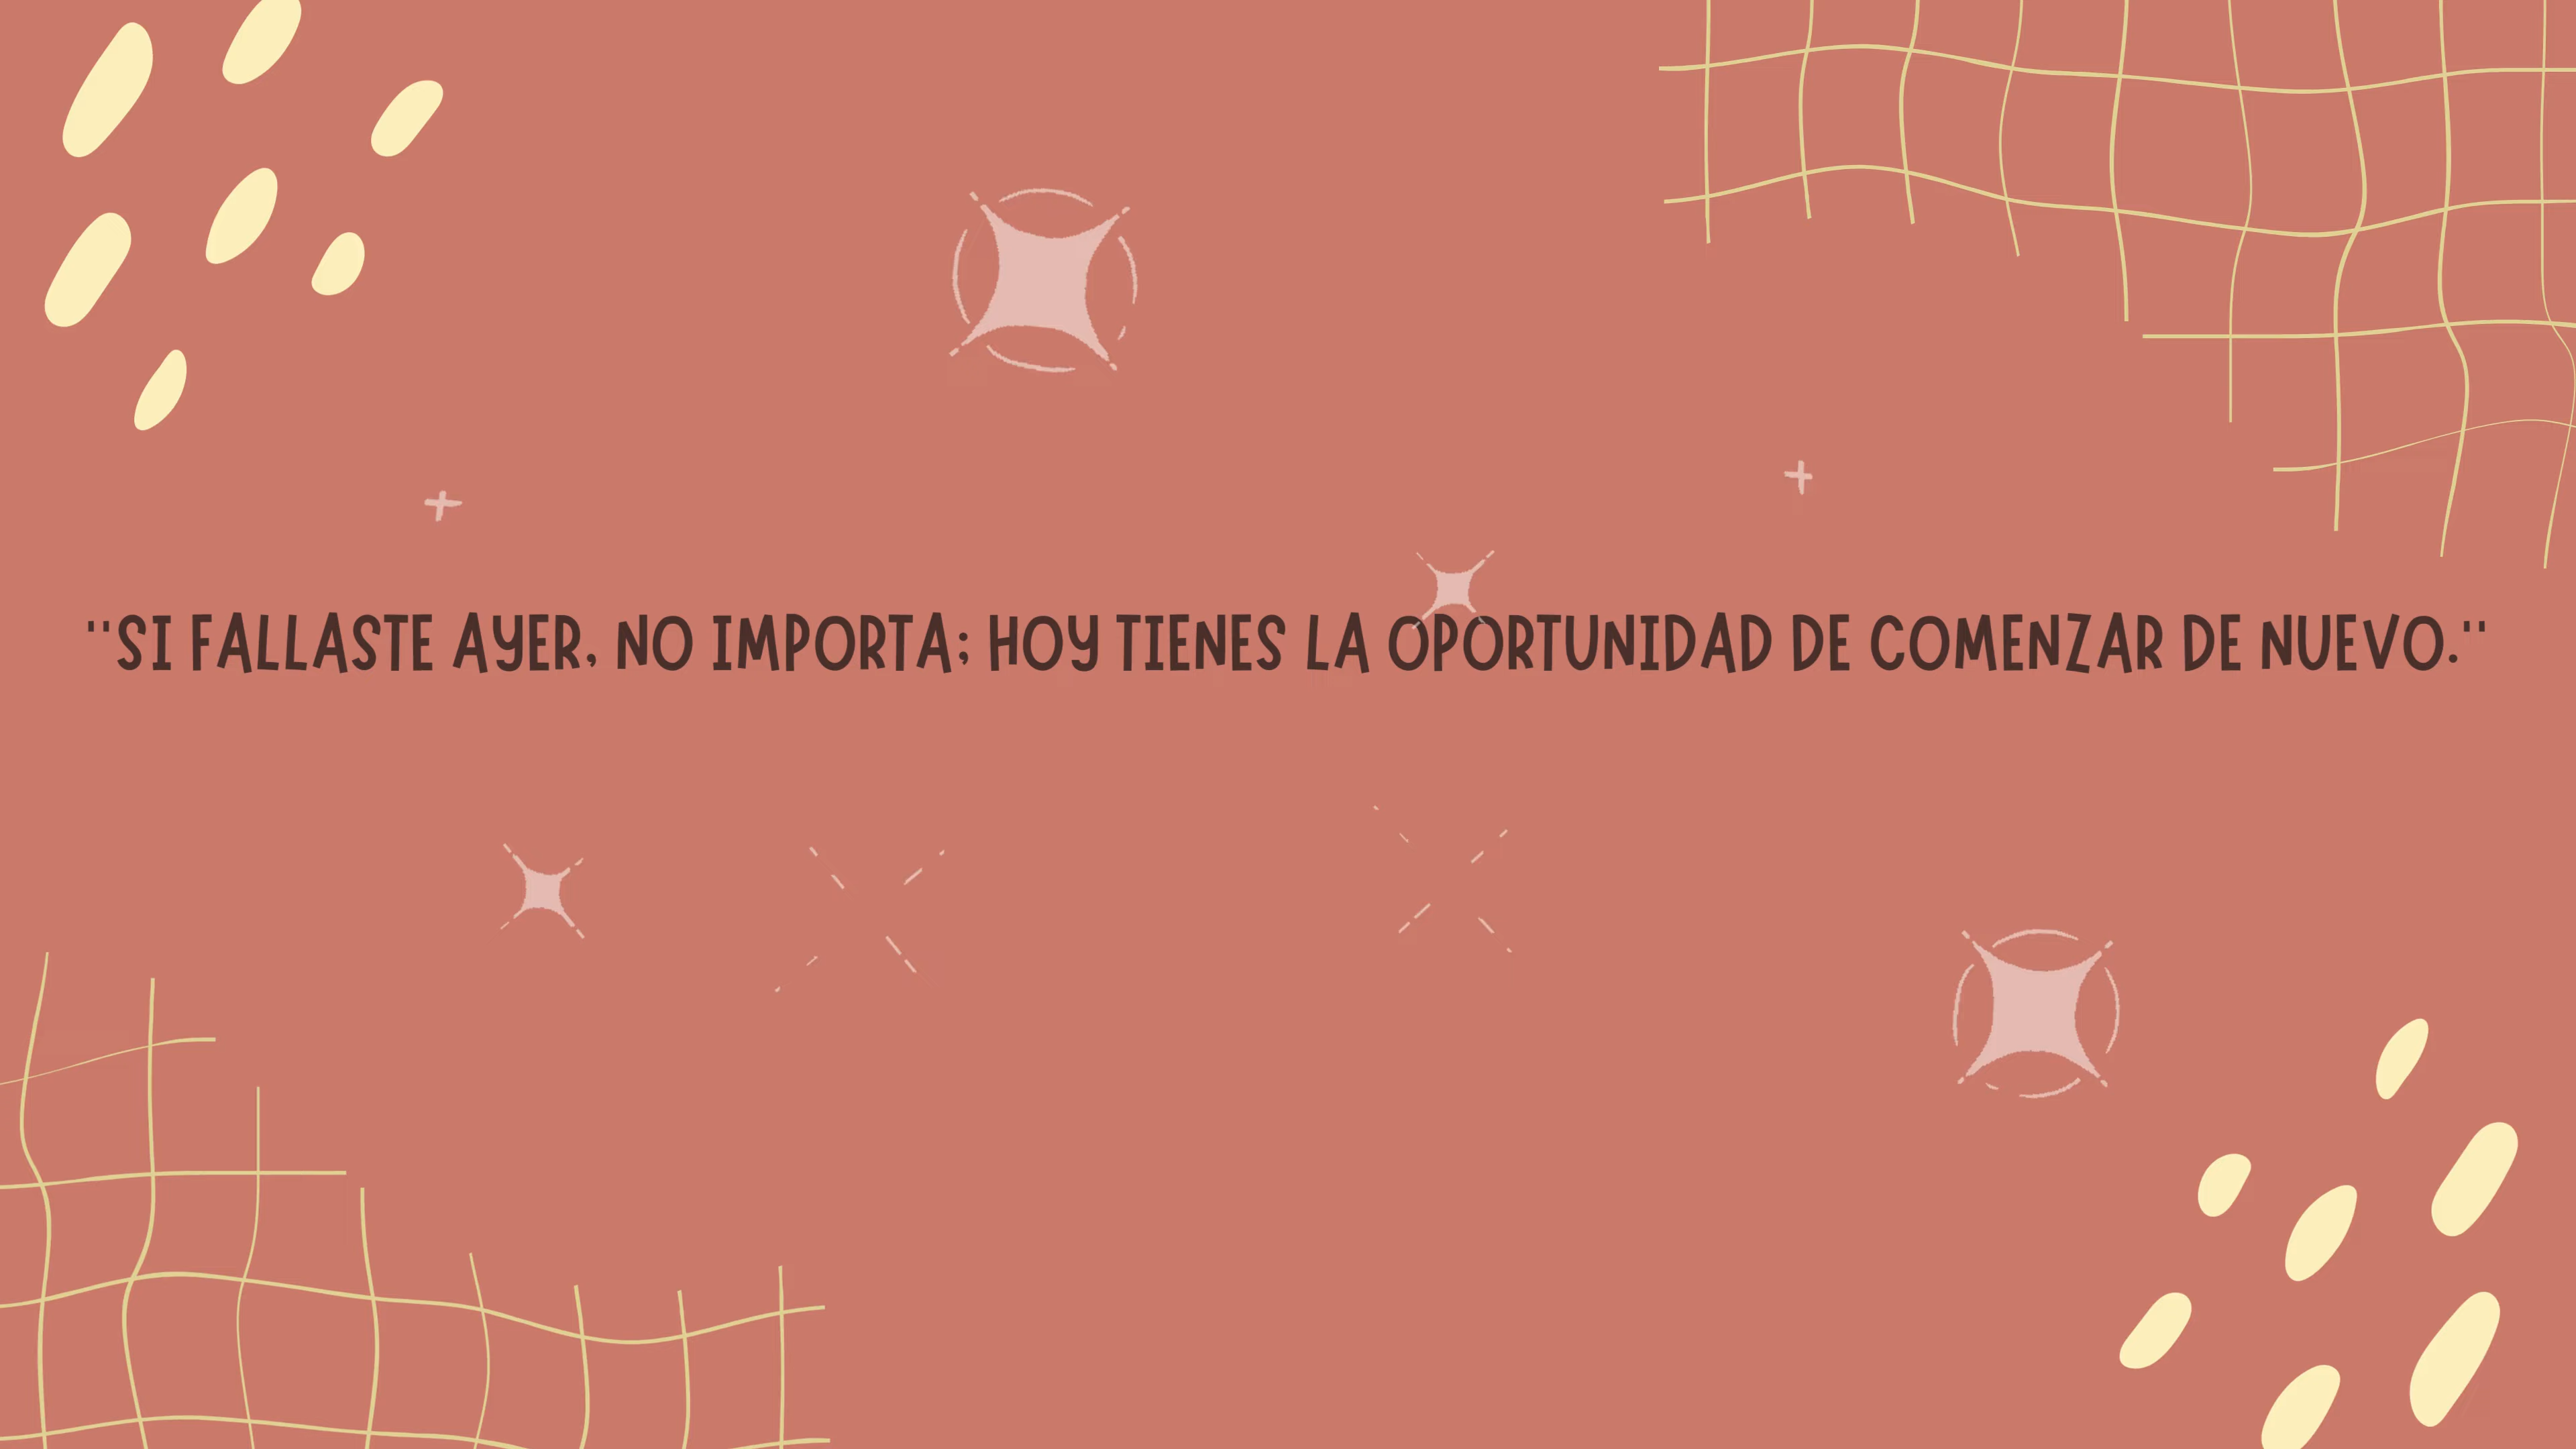 "SI FALLASTE AYER, NO IMPORTA; HOY TIENES LA OPORTUNIDAD DE COMENZAR DE NUEVO."